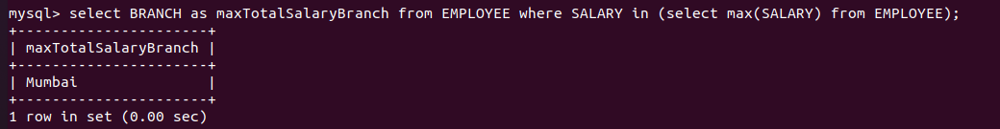 mysql> select BRANCH as maxTotalSalaryBranch from EMPLOYEE where SALARY in (select max(SALARY) from EMPLOYEE);
+----------------------+
| maxTotalSalaryBranch |
+----------------------+
| Mumbai               |
+----------------------+
1 row in set (0.00 sec)